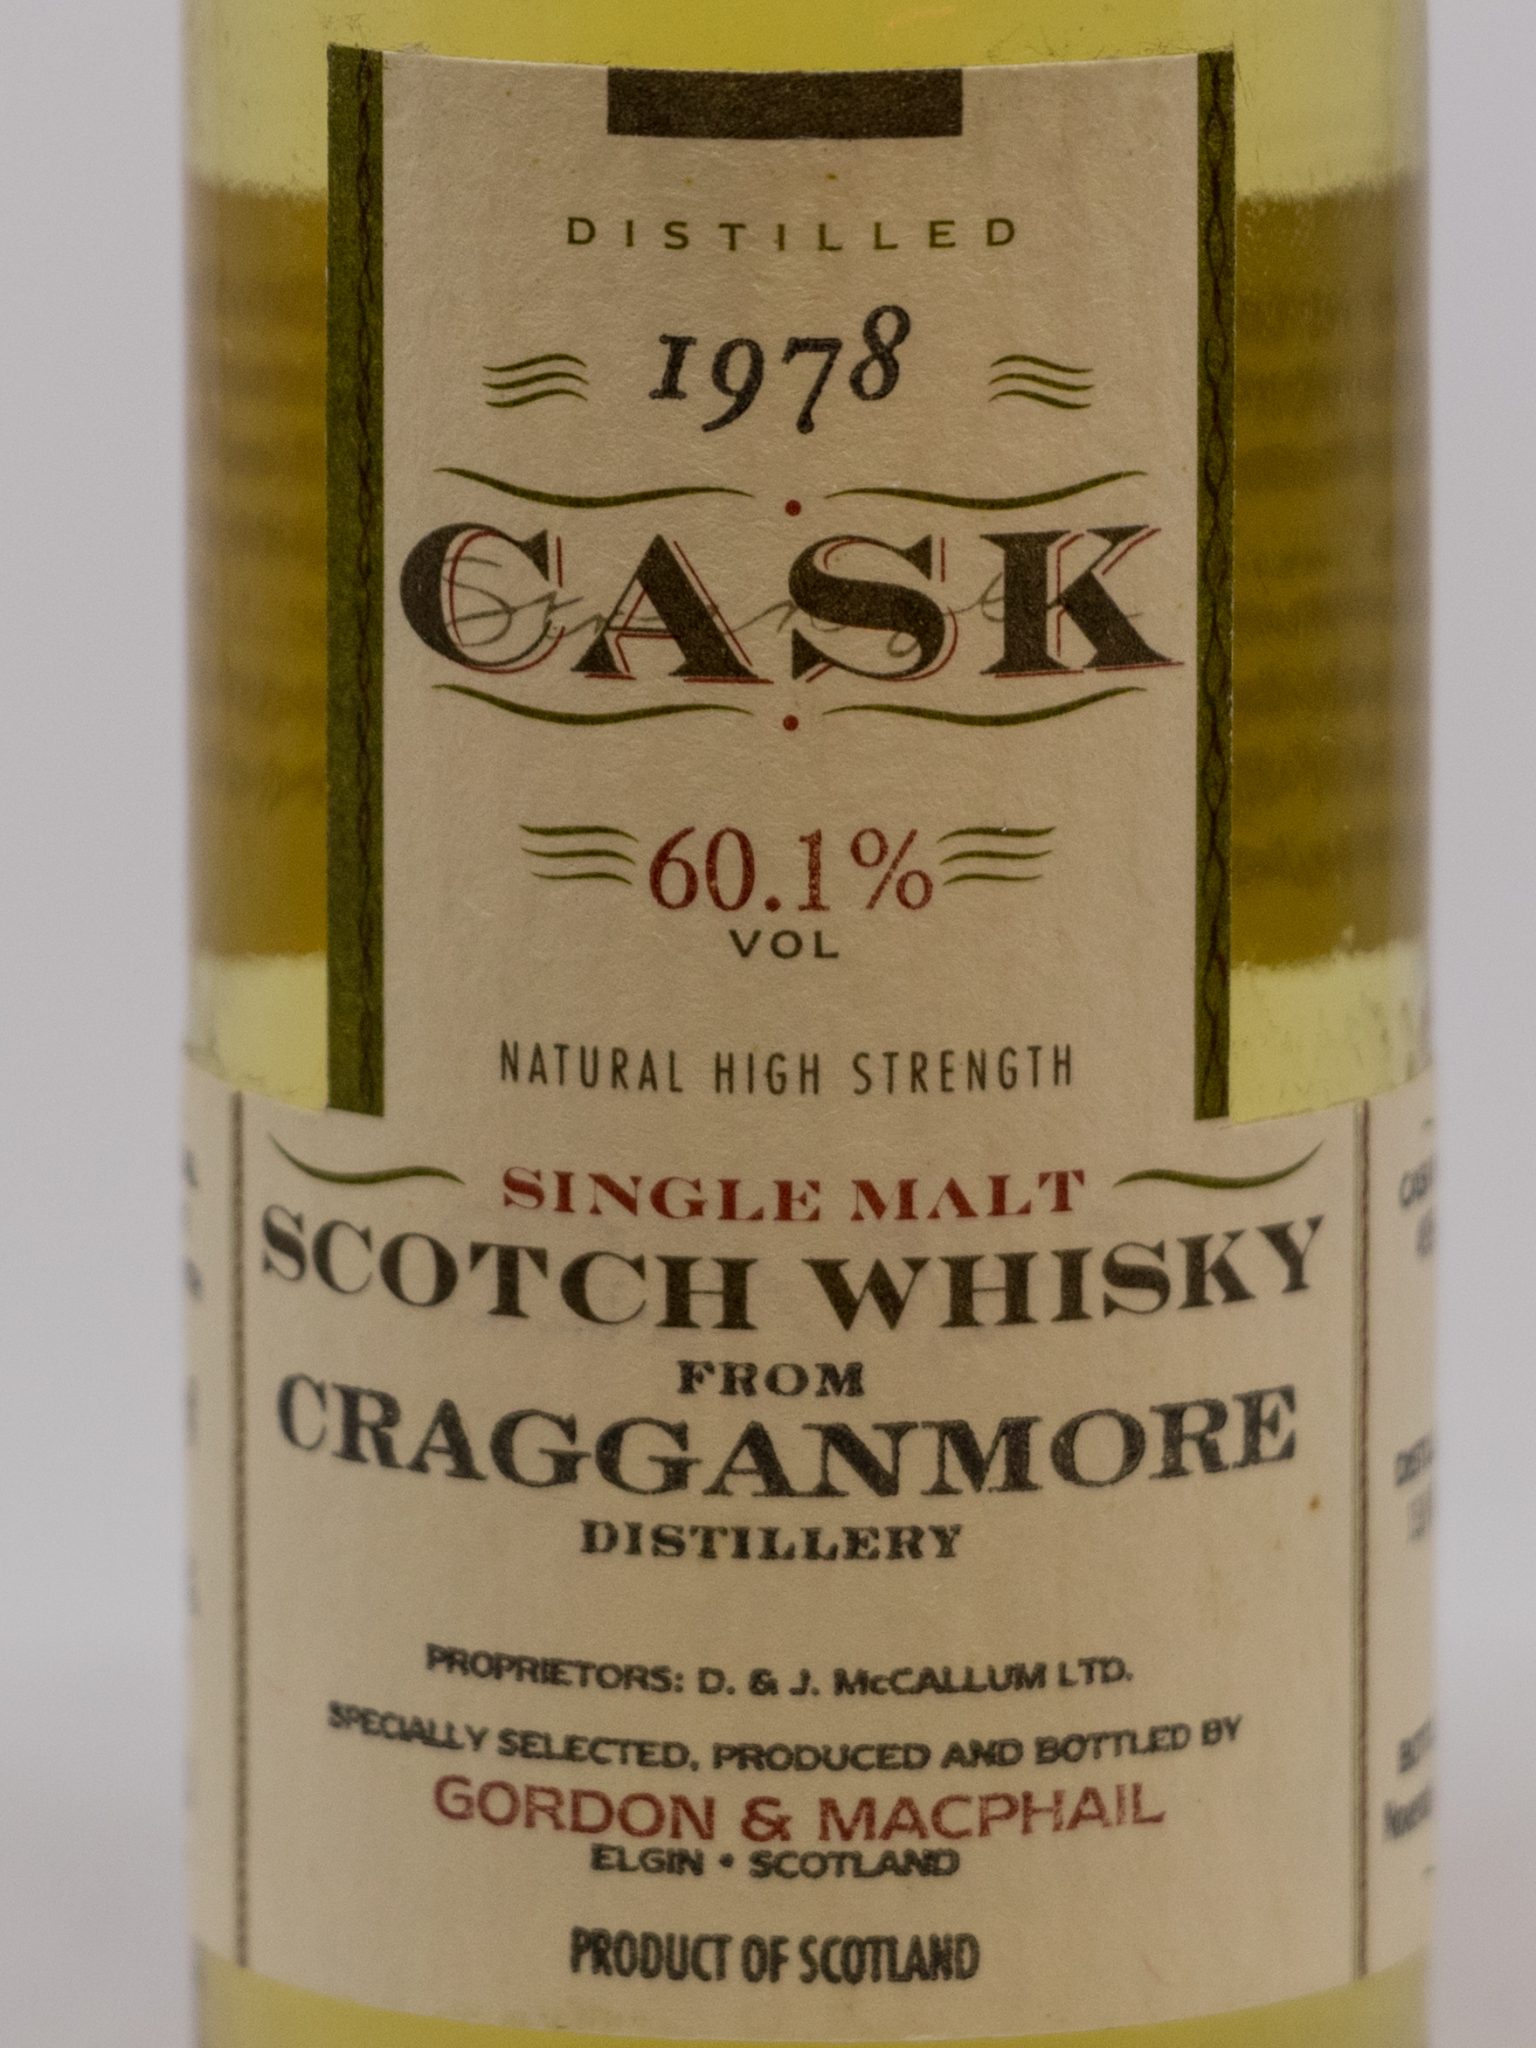 DISTILLED
1978
CASK
60.1%
VOL
NATURAL HIGH STRENGTH
SINGLE MALT
SCOTCH WHISKY
FROM
CRAGGANMORE
DISTILLERY
PROPRIETORS: D. & J. McCALLUM LTD.
SPECIALLY SELECTED, PRODUCED AND BOTTLED BY
GORDON & MACPHAIL
ELGIN • SCOTLAND
PRODUCT OF SCOTLAND